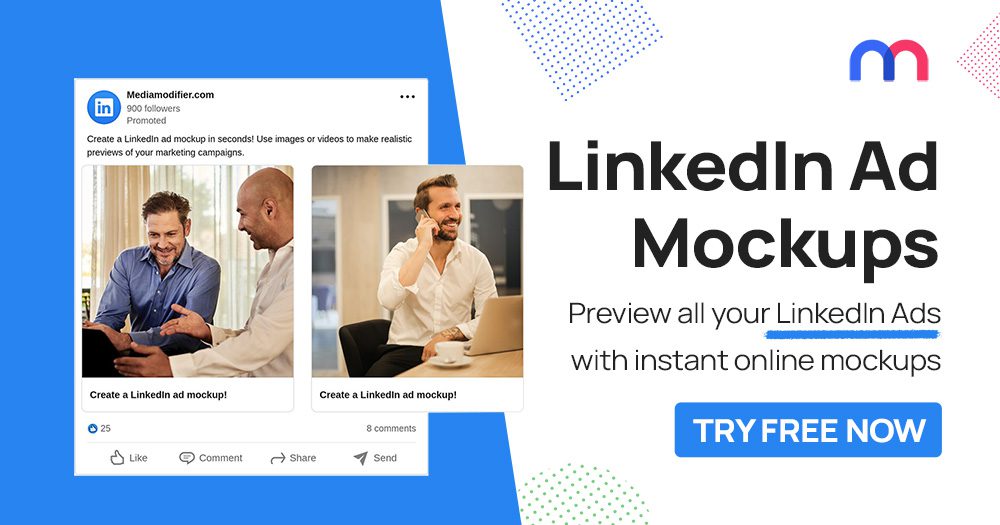 in
Mediamodifier.com
900 followers
Promoted
Create a LinkedIn ad mockup in seconds! Use images or videos to make realistic
previews of your marketing campaigns.
Create a LinkedIn ad mockup!
Create a LinkedIn ad mockup!
25
8 comments
Like
Comment
Share
Send
LinkedIn Ad
Mockups
Preview all your LinkedIn Ads
with instant online mockups
TRY FREE NOW